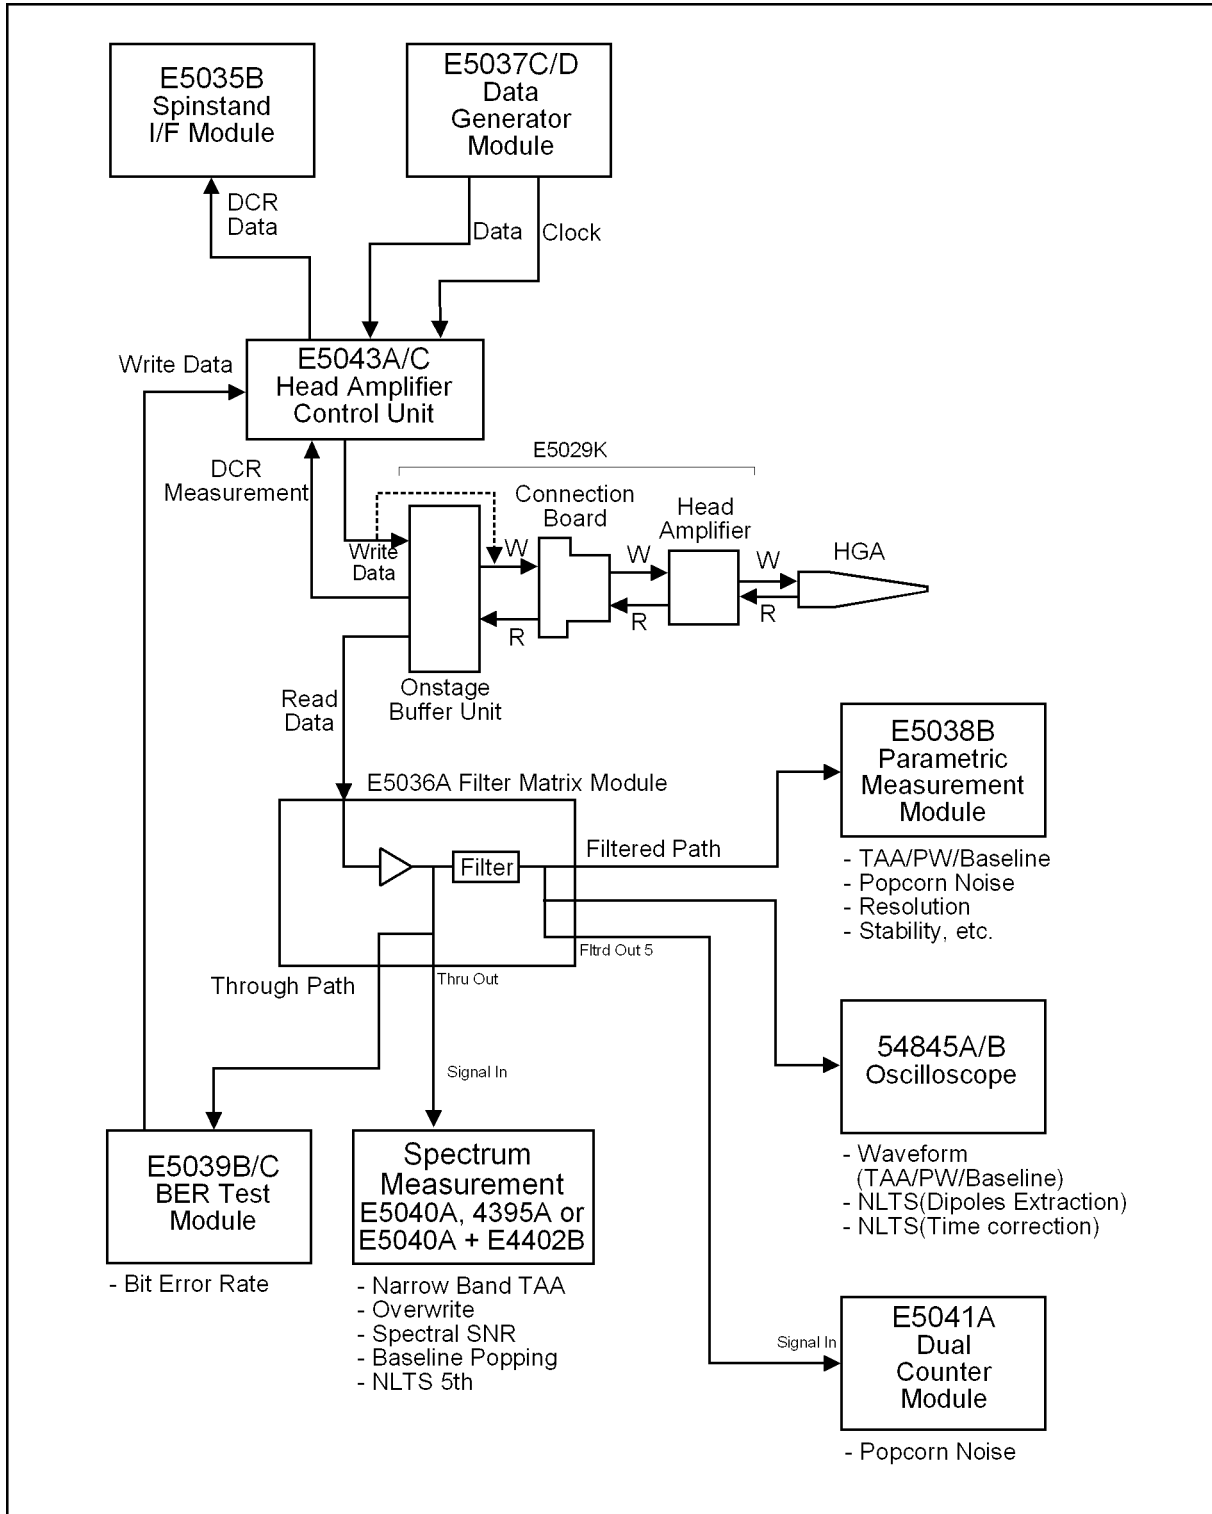 E5035B
Spinstand
I/F Module
E5037C/D
Data
Generator
Module
DCR
Data
Data
Clock
Write Data
E5043A/C
Head Amplifier
Control Unit
DCR
Measurement
E5029K
Connection
Board
Head
Amplifier
HGA
Write
Data
W
W
W
R
R
R
Onstage
Buffer Unit
Read
Data
E5036A Filter Matrix Module
Filter
Filtered Path
Fltrd Out 5
Through Path
Thru Out
Signal In
E5038B
Parametric
Measurement
Module
- TAA/PW/Baseline
- Popcorn Noise
- Resolution
- Stability, etc.
54845A/B
Oscilloscope
- Waveform
(TAA/PW/Baseline)
- NLTS(Dipoles Extraction)
- NLTS(Time correction)
E5039B/C
BER Test
Module
- Bit Error Rate
Spectrum
Measurement
E5040A, 4395A or
E5040A + E4402B
- Narrow Band TAA
- Overwrite
- Spectral SNR
- Baseline Popping
- NLTS 5th
Signal In
E5041A
Dual
Counter
Module
- Popcorn Noise